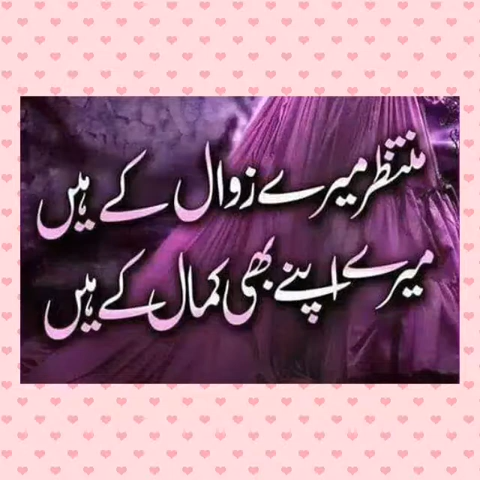 منتظر میرے زوال کے ہیں
میرے اپنے بھی کمال کے ہیں